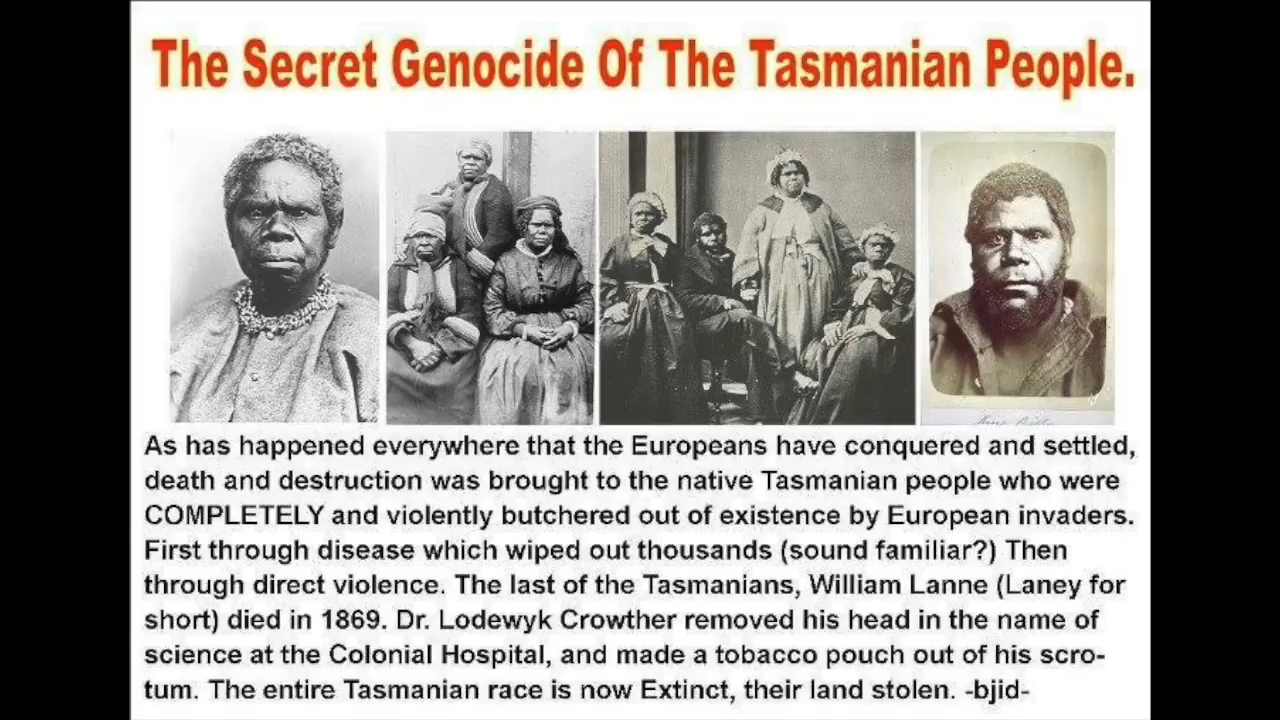 The Secret Genocide Of The Tasmanian People.
As has happened everywhere that the Europeans have conquered and settled,
death and destruction was brought to the native Tasmanian people who were
COMPLETELY and violently butchered out of existence by European invaders.
First through disease which wiped out thousands (sound familiar?) Then
through direct violence. The last of the Tasmanians, William Lanne (Laney for
short) died in 1869. Dr. Lodewyk Crowther removed his head in the name of
science at the Colonial Hospital, and made a tobacco pouch out of his scro-
tum. The entire Tasmanian race is now Extinct, their land stolen. -bjid-